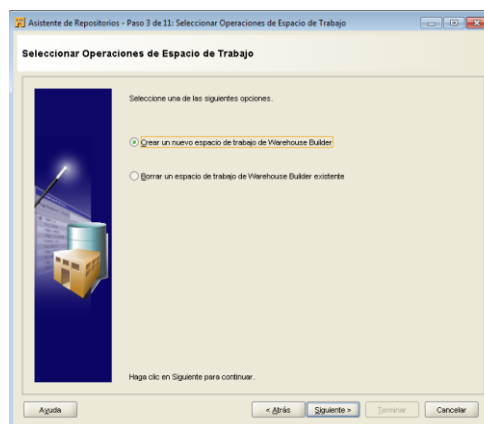 Asistente de Repositorios - Paso 3 de 11: Seleccionar Operaciones de Espacio de Trabajo
Seleccionar Operaciones de Espacio de Trabajo
Seleccione una de las siguientes opciones.
Crear un nuevo espacio de trabajo de Warehouse Builder
Borrar un espacio de trabajo de Warehouse Builder existente
Haga clic en Siguiente para continuar.
Ayuda
< Atrás
Siguiente >
Terminar
Cancelar